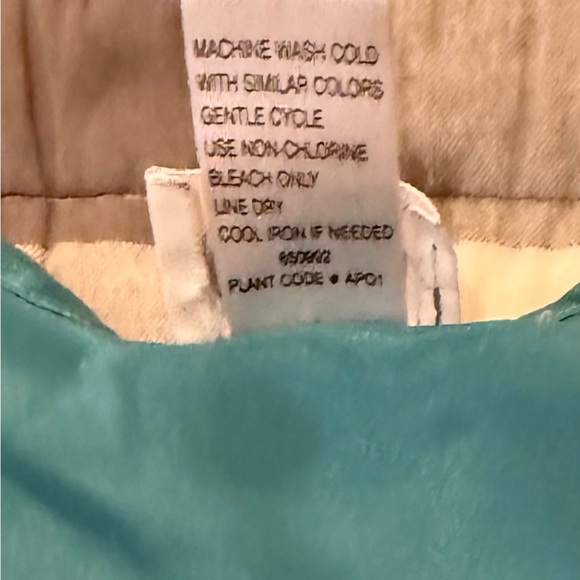 MACHINE WASH COLD
WITH SIMILAR COLORS
GENTLE CYCLE
USE NON-CHLORINE
BLEACH ONLY
LINE DRY
COOL IRON IF NEEDED
PLANT CODE • AP01